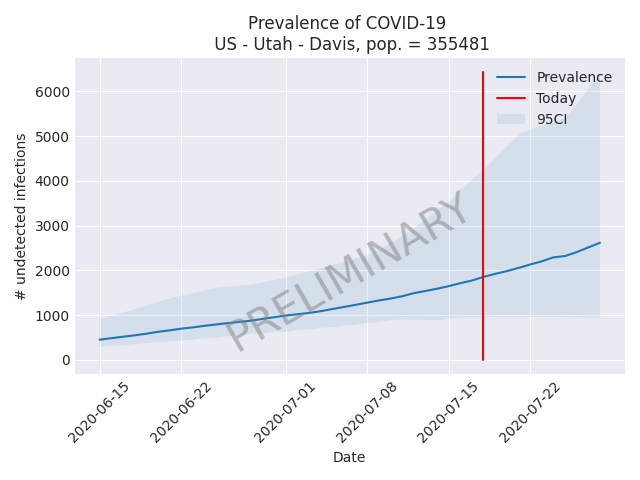 Prevalence of COVID-19
US - Utah - Davis, pop. = 355481
Prevalence
Today
95CI
# undetected infections
6000
5000
4000
3000
2000
1000
0
PRELIMINARY
2020-06-15
2020-06-22
2020-07-01
2020-07-08
2020-07-15
2020-07-22
Date